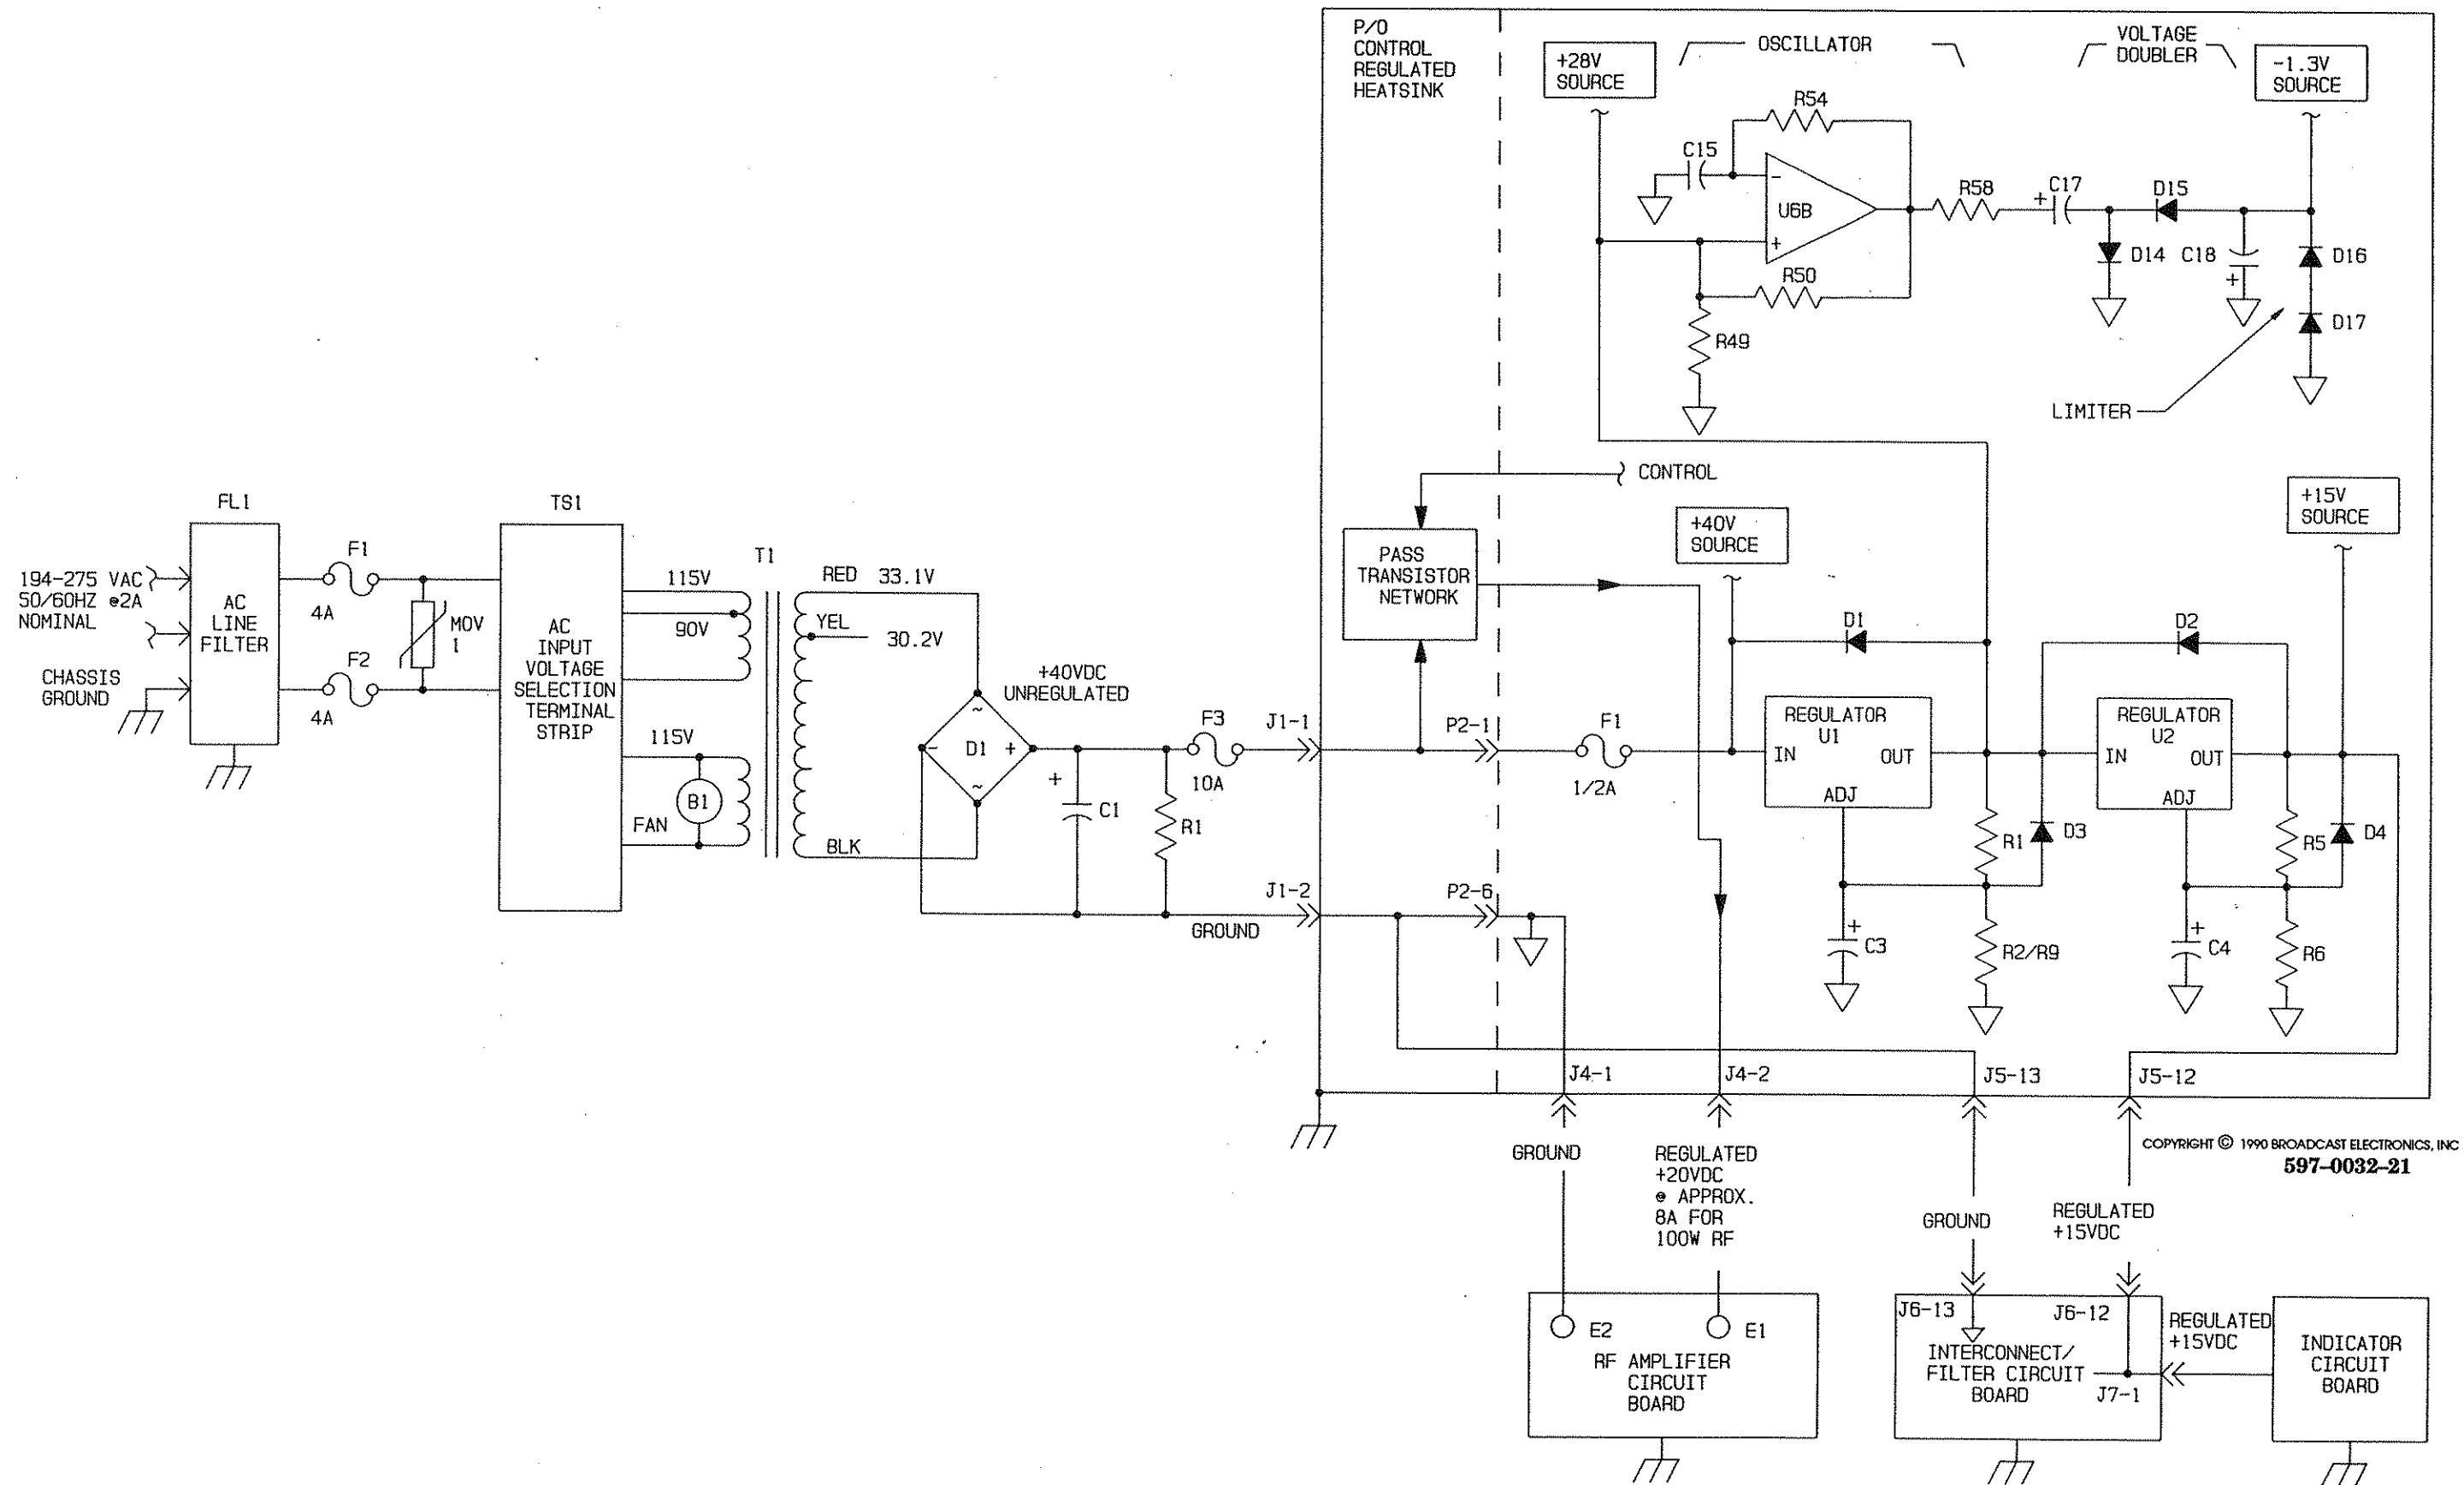 P/O
CONTROL
REGULATED
HEATSINK
+28V
SOURCE
OSCILLATOR
VOLTAGE
DOUBLER
-1.3V
SOURCE
R54
C15
-
U6B
+
R58
+
C17
D15
D14
C18
+
D16
D17
R50
R49
LIMITER
CONTROL
FL1
TS1
T1
194-275 VAC
50/60HZ @2A
NOMINAL
CHASSIS
GROUND
AC
LINE
FILTER
F1
4A
F2
4A
MOV
1
AC
INPUT
VOLTAGE
SELECTION
TERMINAL
STRIP
115V
90V
115V
B1
FAN
RED 33.1V
YEL
30.2V
BLK
+40VDC
UNREGULATED
~
- D1 +
~
+
C1
R1
F3
10A
J1-1
J1-2
GROUND
PASS
TRANSISTOR
NETWORK
P2-1
P2-6
F1
1/2A
+40V
SOURCE
+15V
SOURCE
D1
D2
REGULATOR
U1
IN
OUT
ADJ
REGULATOR
U2
IN
OUT
ADJ
R1
D3
R5
D4
+
C3
R2/R9
+
C4
R6
J4-1
J4-2
J5-13
J5-12
COPYRIGHT © 1990 BROADCAST ELECTRONICS, INC
597-0032-21
GROUND
REGULATED
+20VDC
@ APPROX.
8A FOR
100W RF
GROUND
REGULATED
+15VDC
E2
E1
RF AMPLIFIER
CIRCUIT
BOARD
J6-13
J6-12
INTERCONNECT/
FILTER CIRCUIT
BOARD
J7-1
REGULATED
+15VDC
INDICATOR
CIRCUIT
BOARD